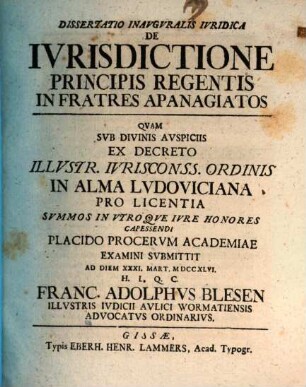 DISSERTATIO INAVGVRALIS IVRIDICA
DE
IVRISDICTIONE
PRINCIPIS REGENTIS
IN FRATRES APANAGIATOS
QVAM
SVB DIVINIS AVSPICIIS
EX DECRETO
ILLVSTR. IVRISCONSS. ORDINIS
IN ALMA LVDOVICIANA
PRO LICENTIA
SVMMOS IN VTROQVE IVRE HONORES
CAPESSENDI
PLACIDO PROCERVM ACADEMIAE
EXAMINI SVBMITTIT
AD DIEM XXXI. MART. MDCCXLVI.
H. L. Q. C.
FRANC. ADOLPHVS BLESEN
ILLVSTRIS IVDICII AVLICI WORMATIENSIS
ADVOCATVS ORDINARIVS.
GISSÆ,
Typis EBERH. HENR. LAMMERS, Acad. Typogr.